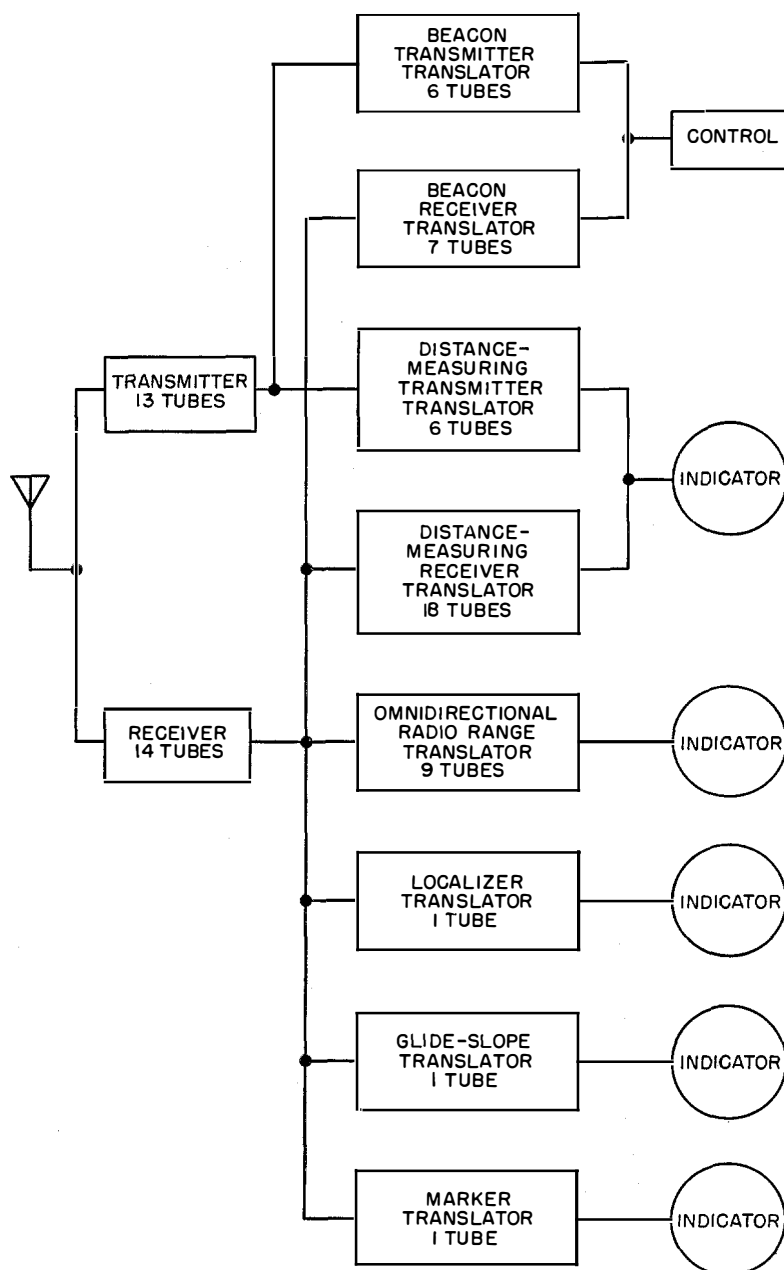 BEACON
TRANSMITTER
TRANSLATOR
6 TUBES
CONTROL
BEACON
RECEIVER
TRANSLATOR
7 TUBES
TRANSMITTER
13 TUBES
DISTANCE-
MEASURING
TRANSMITTER
TRANSLATOR
6 TUBES
INDICATOR
DISTANCE-
MEASURING
RECEIVER
TRANSLATOR
18 TUBES
RECEIVER
14 TUBES
OMNIDIRECTIONAL
RADIO RANGE
TRANSLATOR
9 TUBES
INDICATOR
LOCALIZER
TRANSLATOR
1 TUBE
INDICATOR
GLIDE-SLOPE
TRANSLATOR
1 TUBE
INDICATOR
MARKER
TRANSLATOR
1 TUBE
INDICATOR